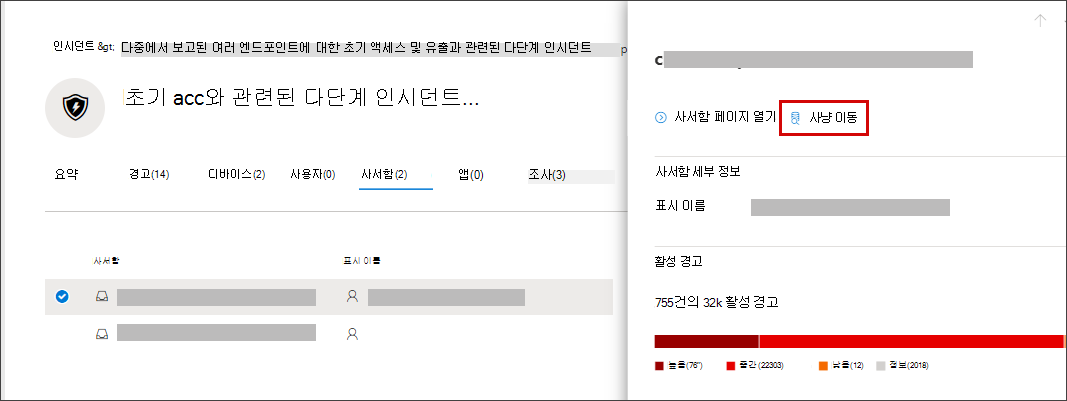 인시던트 &gt; 다중에서 보고된 여러 엔드포인트에 대한 초기 액세스 및 유출과 관련된 다단계 인시던트 p
초기 acc와 관련된 다단계 인시던트...
요약 경고(14) 디바이스(2) 사용자(0) 사서함(2) 앱(0) 조사(3)
사서함 표시 이름
c
사서함 페이지 열기 사냥 이동
사서함 세부 정보
표시 이름
활성 경고
755건의 32k 활성 경고
높음(76") 중간(22303) 낮음(12) 정보(2018)